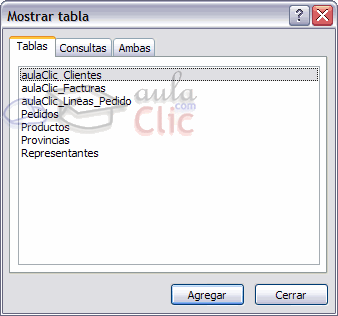 Mostrar tabla
?
Tablas Consultas Ambas
aulaClic_Clientes
aulaClic_Facturas
aulaClic_Lineas_Pedido
Pedidos
Productos
Provincias
Representantes
aula
.com
Clic
Agregar Cerrar